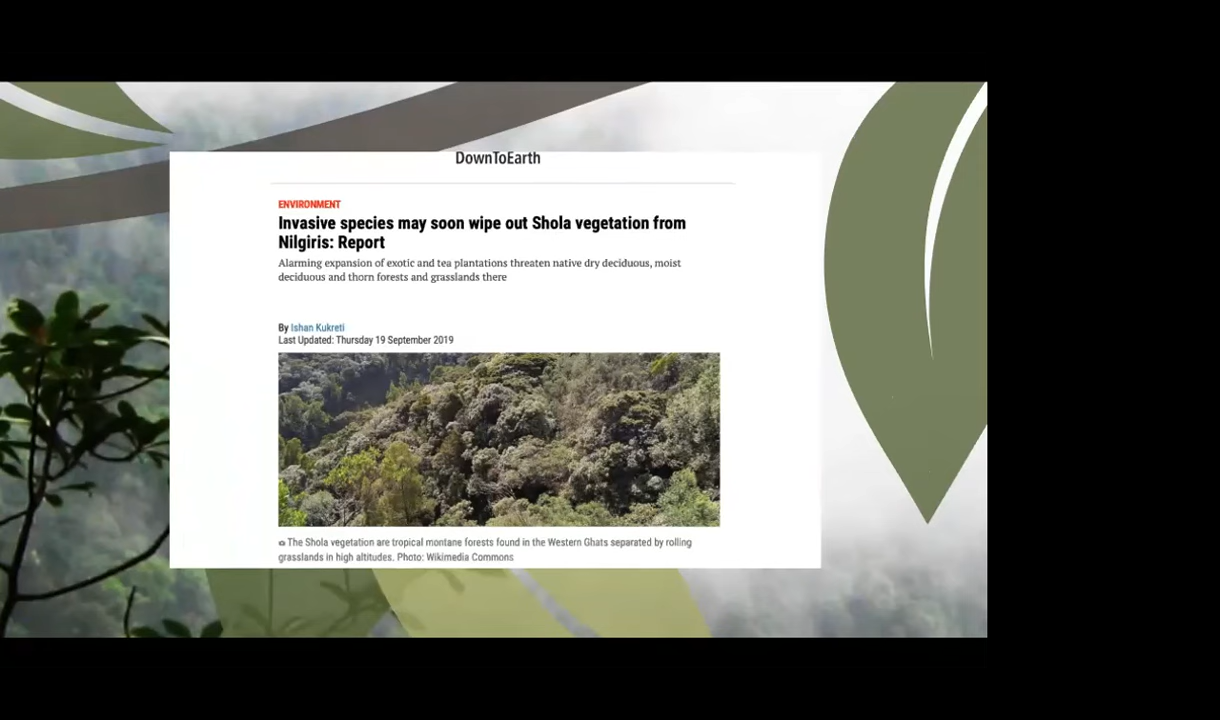 DownToEarth
ENVIRONMENT
Invasive species may soon wipe out Shola vegetation from
Nilgiris: Report
Alarming expansion of exotic and tea plantations threaten native dry deciduous, moist
deciduous and thorn forests and grasslands there
By Ishan Kukreti
Last Updated: Thursday 19 September 2019
The Shola vegetation are tropical montane forests found in the Western Ghats separated by rolling
grasslands in high altitudes. Photo: Wikimedia Commons